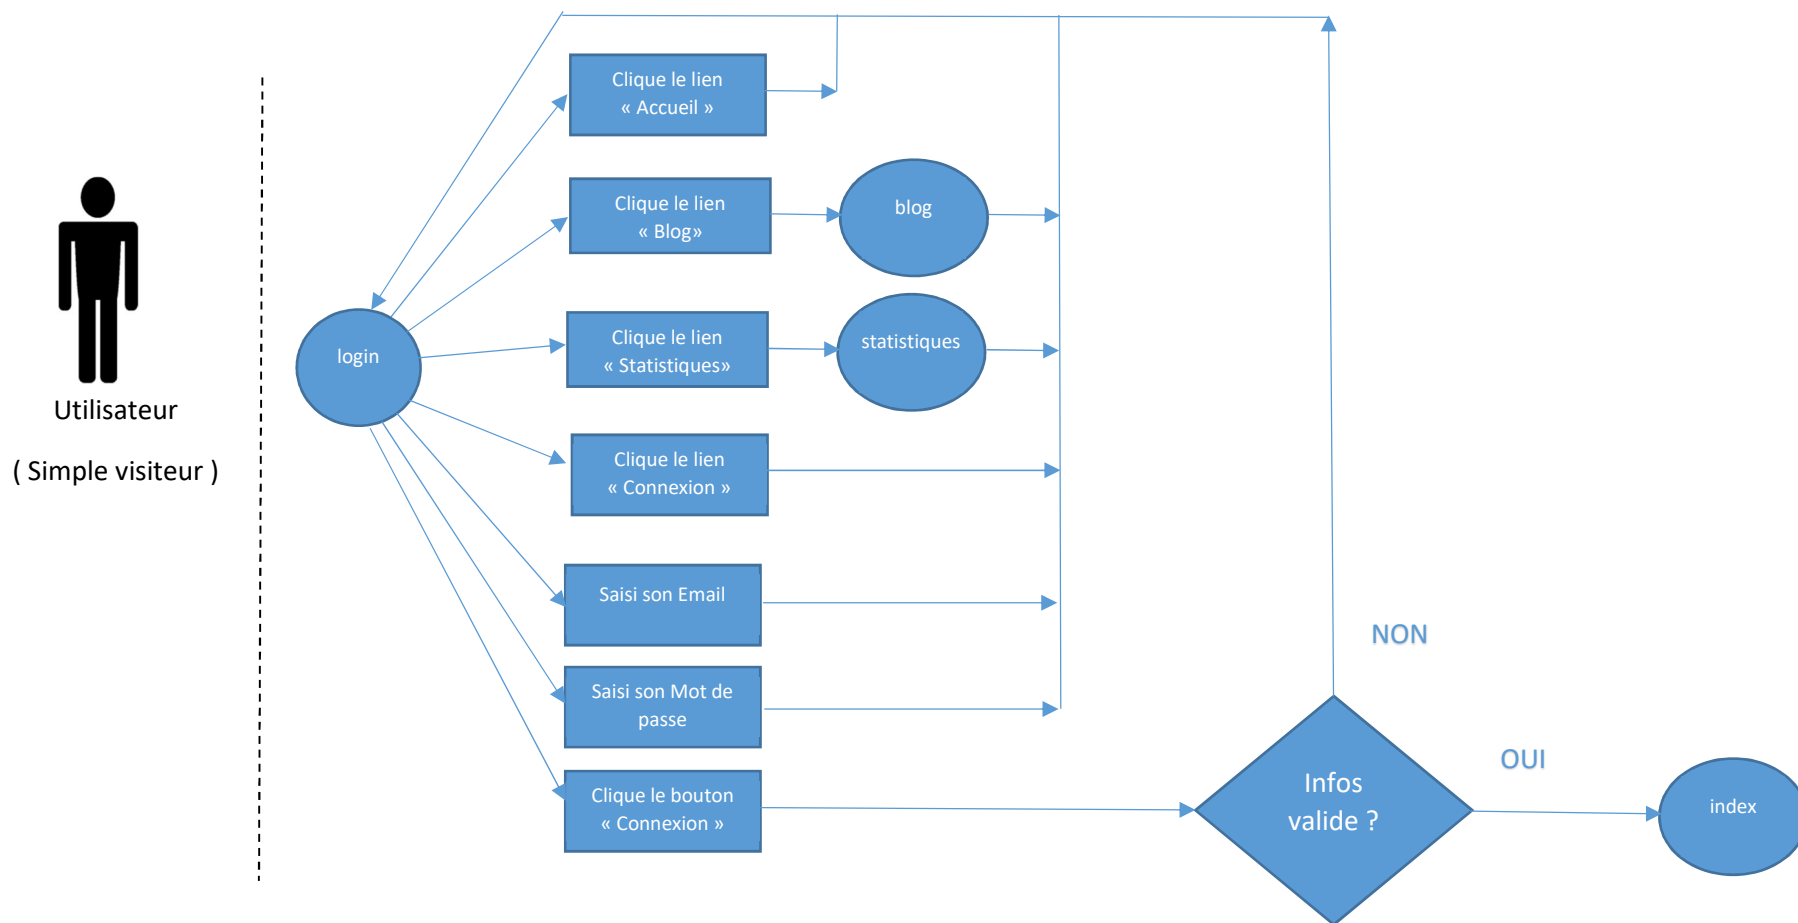 Clique le lien
« Accueil »
Clique le lien
« Blog»
blog
Clique le lien
« Statistiques»
statistiques
login
Utilisateur
( Simple visiteur )
Clique le lien
« Connexion »
Saisi son Email
NON
Saisi son Mot de
passe
OUI
Clique le bouton
« Connexion »
Infos
valide ?
index